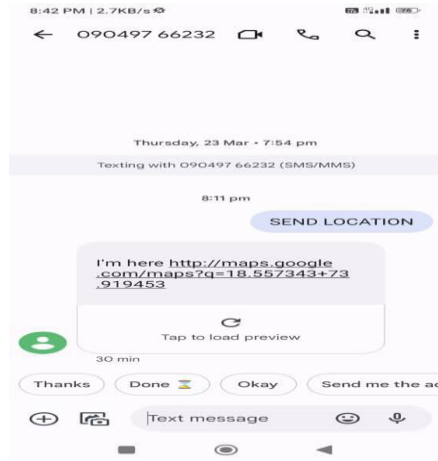 8:42 PM | 2.7KB/s
090497 66232
Thursday, 23 Mar • 7:54 pm
Texting with 090497 66232 (SMS/MMS)
8:11 pm
SEND LOCATION
I'm here http://maps.google
.com/maps?q=18.557343+73
.919453
Tap to load preview
30 min
Thanks
Done ⌛
Okay
Send me the ad
Text message